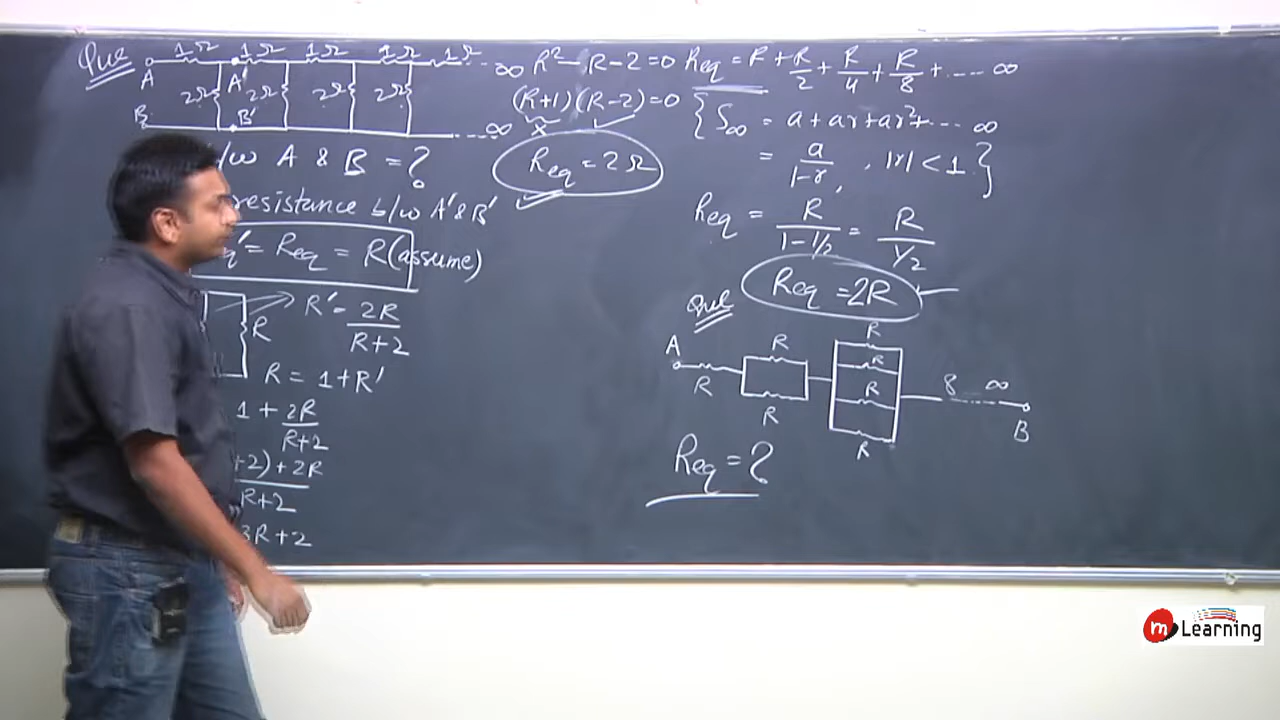 Que
1Ω 1Ω 1Ω 1Ω 1Ω
A A' ∞
2Ω 2Ω 2Ω 2Ω
B B' ∞
b/w A & B = ?
resistance b/w A' & B'
q' = Req = R (assume)
R R' = 2R/R+2
R = 1 + R'
1 + 2R/R+2
+2) + 2R
R+2
3R + 2
R² - R - 2 = 0
(R+1)(R-2) = 0
x ✓
Req = 2Ω
Req = R + R/2 + R/4 + R/8 + .... ∞
{ S∞ = a + ar + ar² + ... ∞
= a/1-r , |r| < 1 }
Req = R/1-1/2 = R/1/2
Req = 2R
Que
A R R R R R R R 8 ∞ B
Req = ?
m Learning